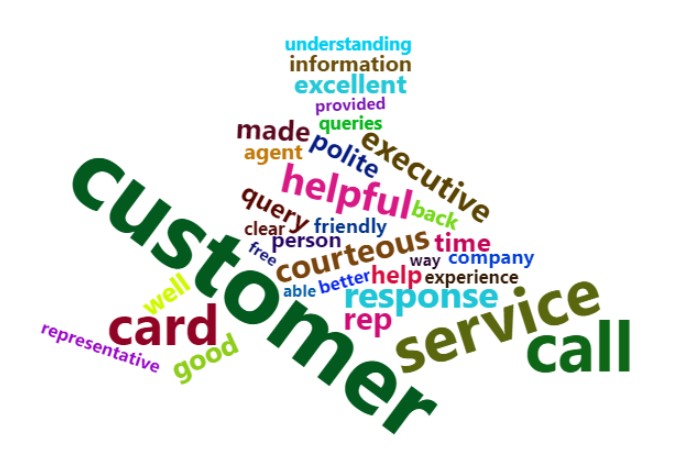 understanding
information
excellent
provided
queries
made
polite
executive
agent
helpful
customer
query
back
clear
friendly
person
free
courteous
time
way
company
able
better
help
experience
well
response
service
card
rep
call
representative
good